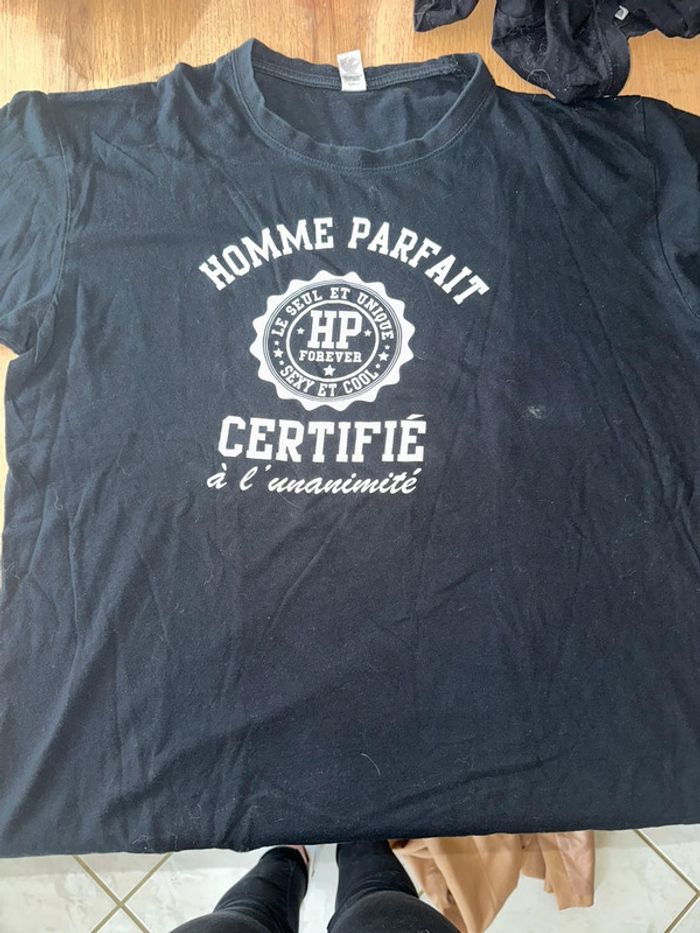 HOMME PARFAIT
LE SEUL ET UNIQUE
HP
FOREVER
SEXY ET COOL
CERTIFIÉ
à l'unanimité